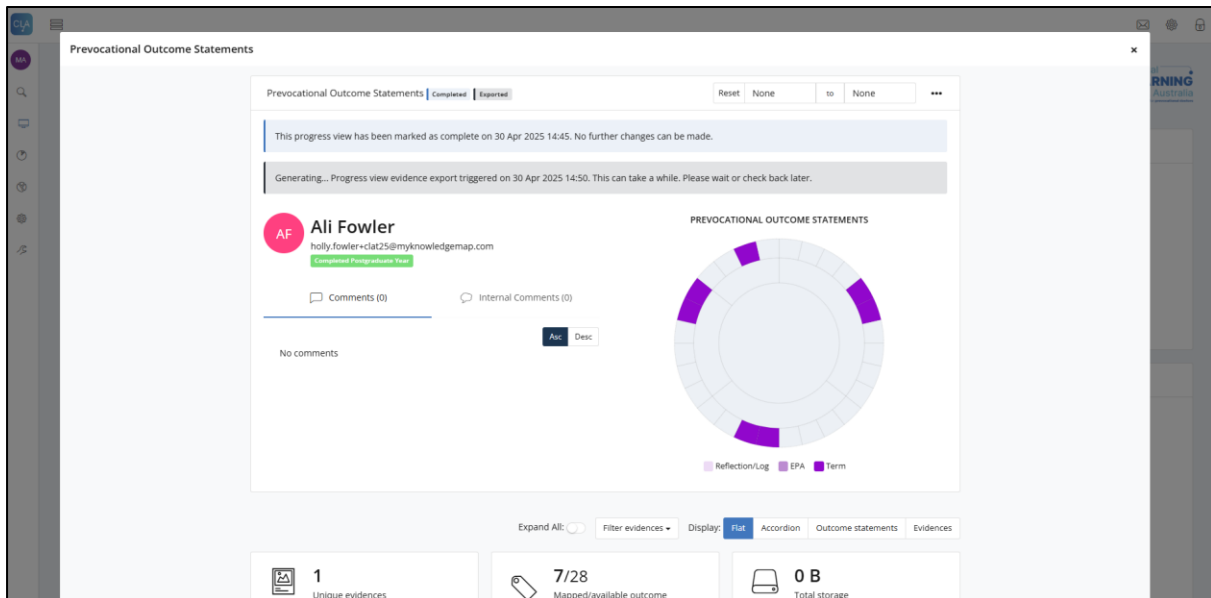 CLA
Prevocational Outcome Statements
×
MA
RNING
Australia
Prevocational Outcome Statements Completed Exported
Reset None to None •••
This progress view has been marked as complete on 30 Apr 2025 14:45. No further changes can be made.
Generating... Progress view evidence export triggered on 30 Apr 2025 14:50. This can take a while. Please wait or check back later.
AF
Ali Fowler
holly.fowler+clat25@myknowledgemap.com
Completed Postgraduate Year
Comments (0) Internal Comments (0)
Asc Desc
No comments
PREVOCATIONAL OUTCOME STATEMENTS
Reflection/Log EPA Term
Expand All: Filter evidences Display: Flat Accordion Outcome statements Evidences
1
Unique evidences
7/28
Mapped/available outcome
0 B
Total storage